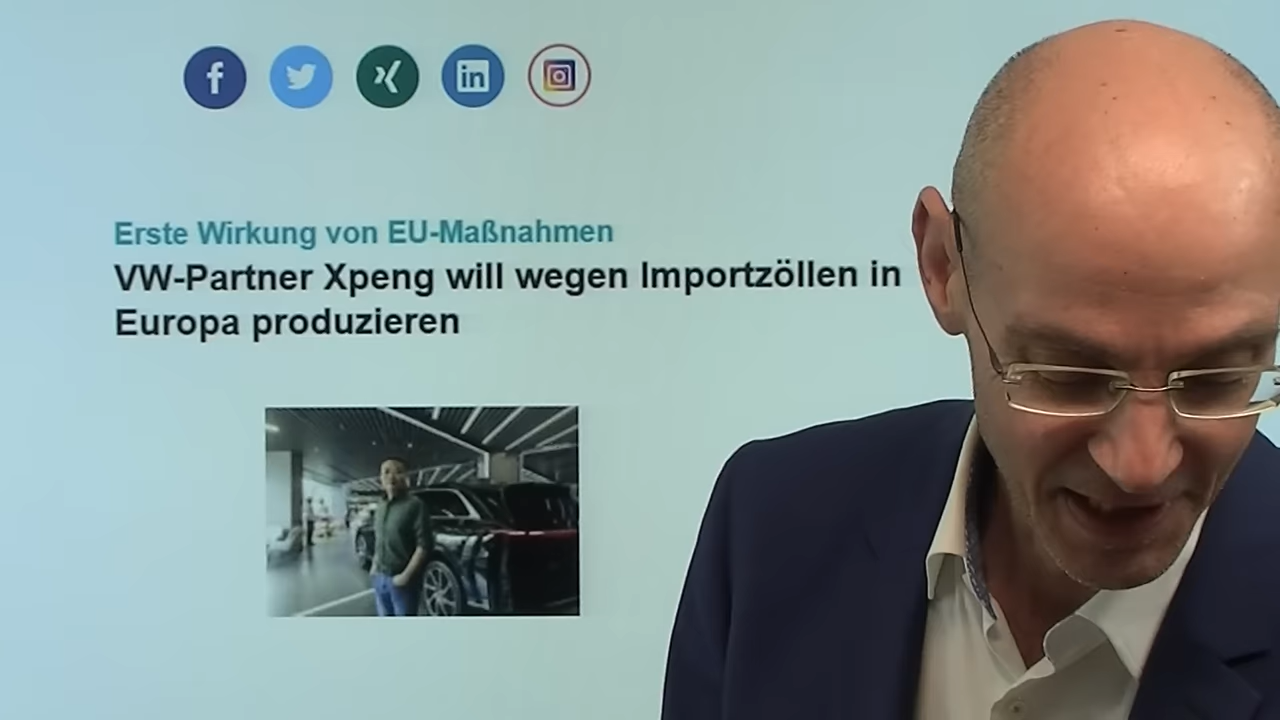 Erste Wirkung von EU-Maßnahmen
VW-Partner Xpeng will wegen Importzöllen in
Europa produzieren